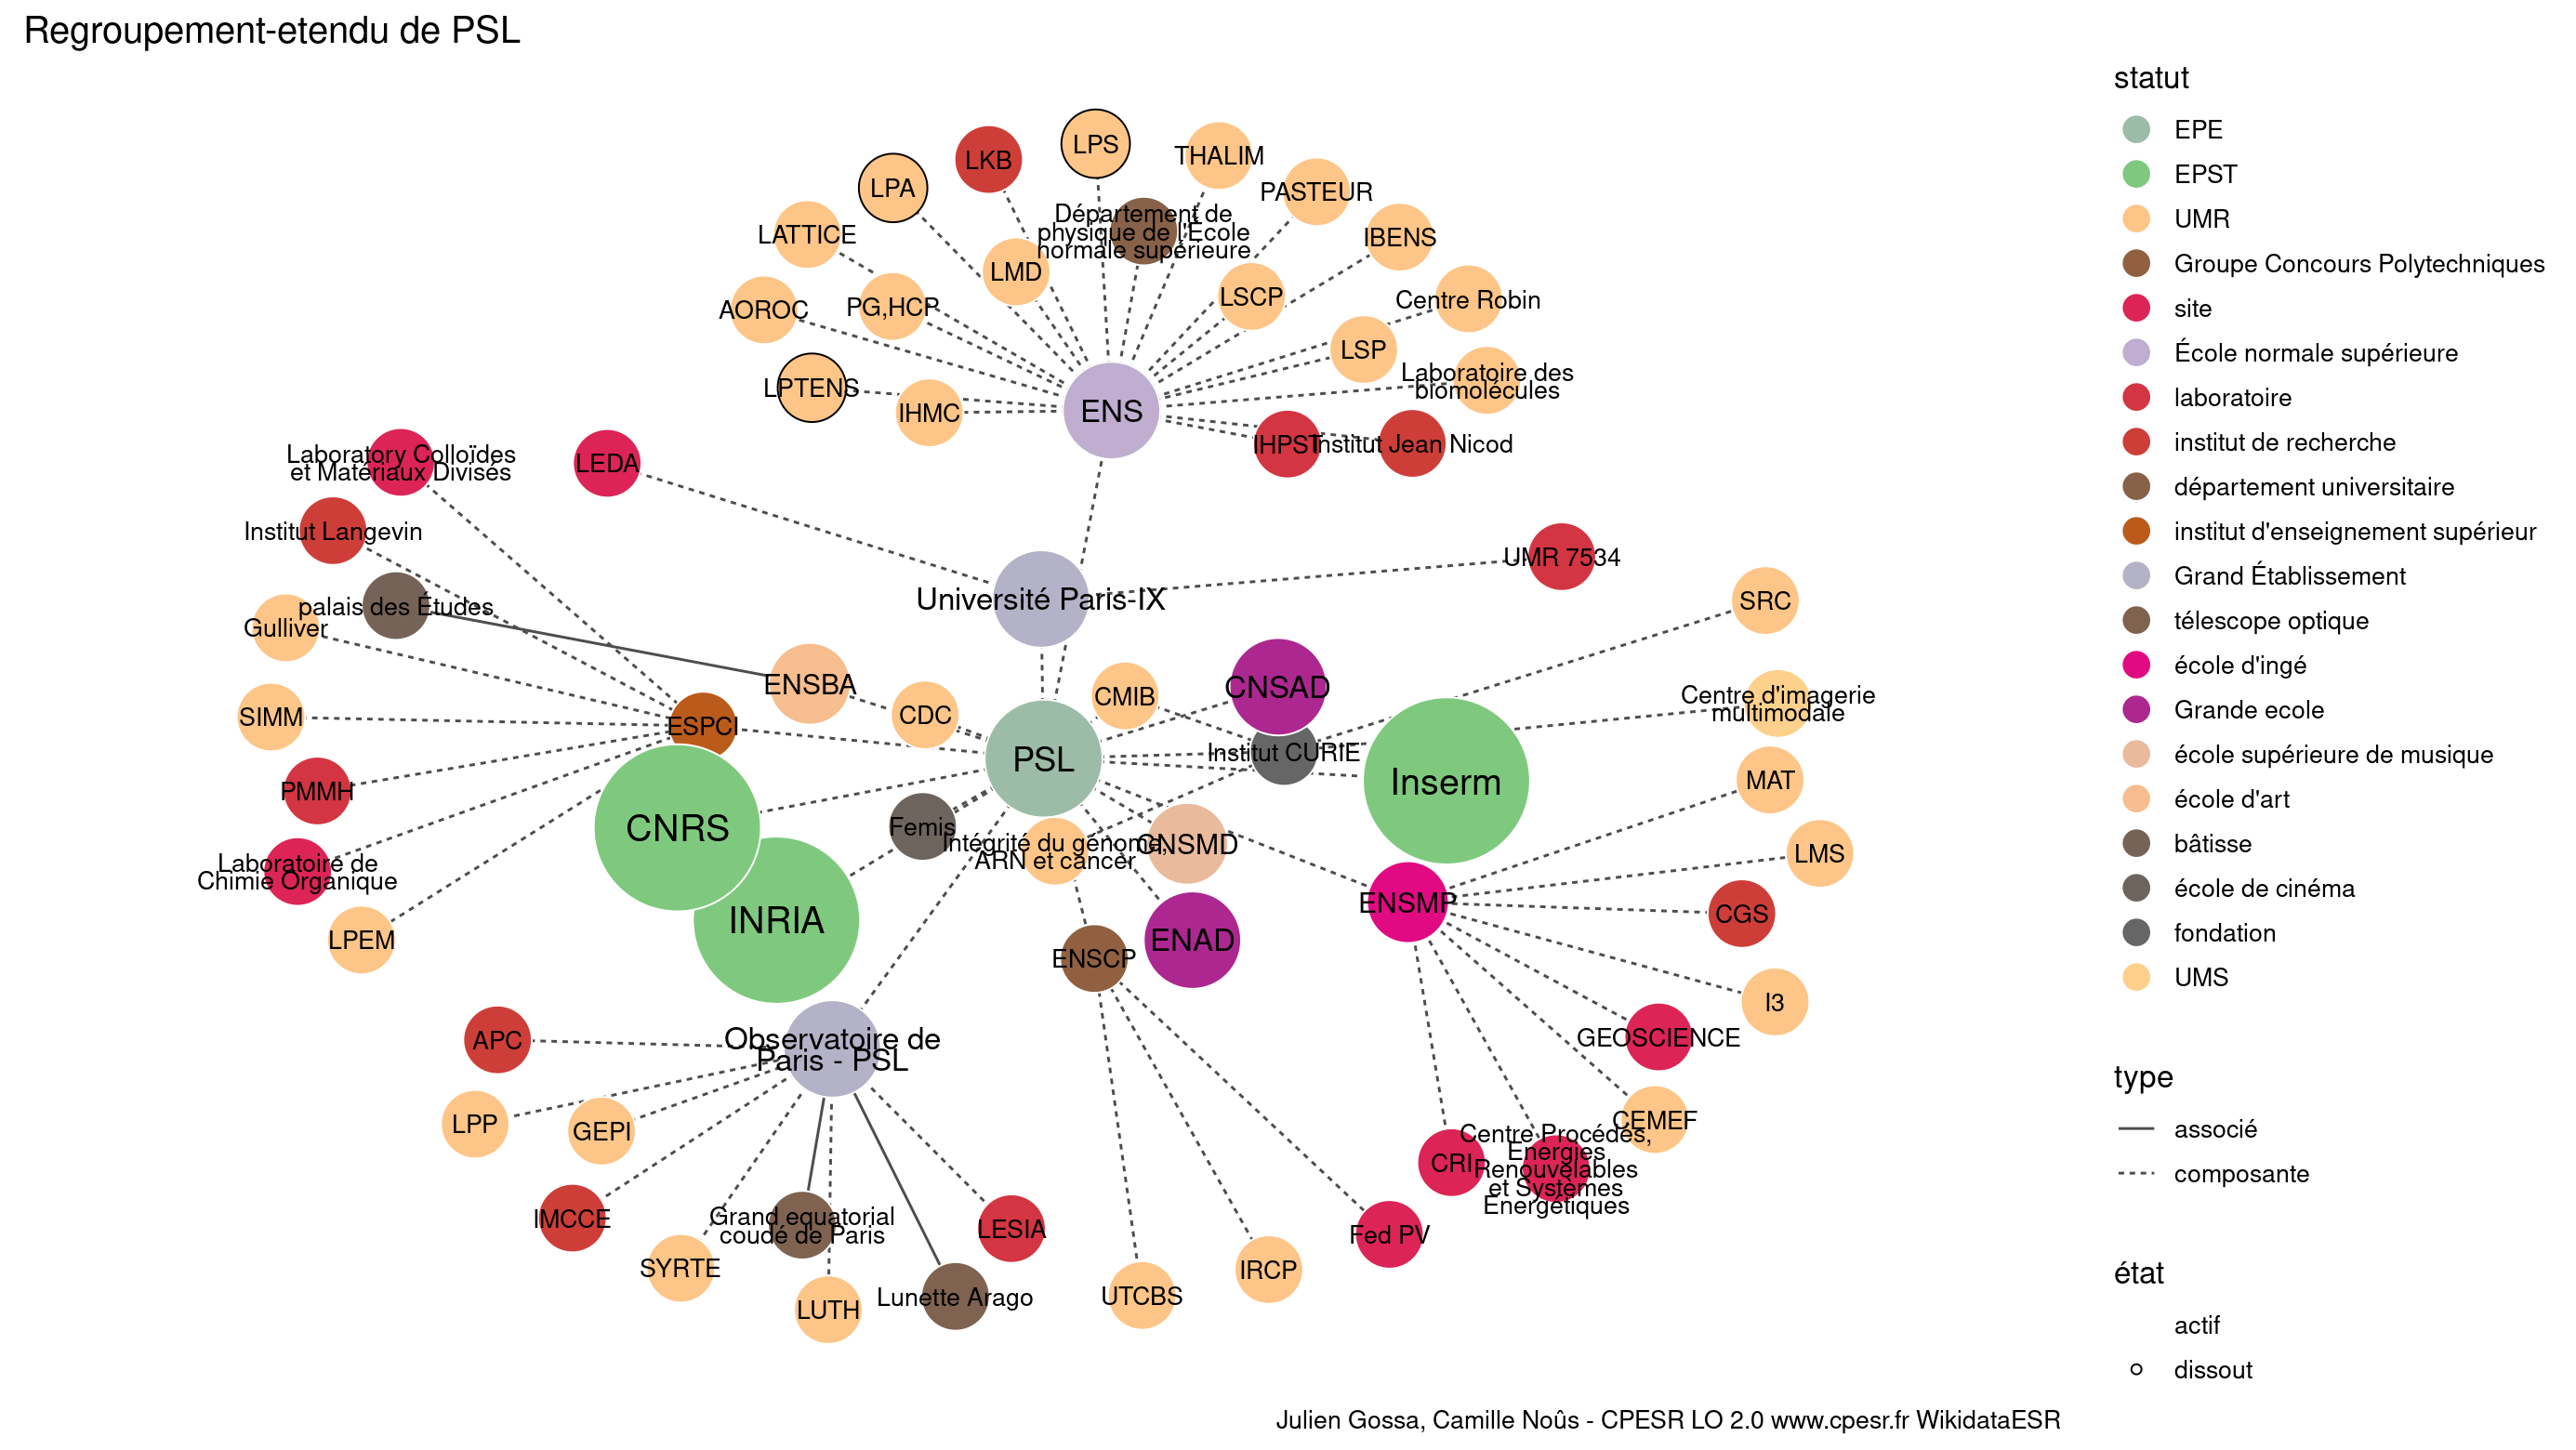 Regroupement-etendu de PSL
LPS
LKB
THALIM
LPA
PASTEUR
Département de
physique de l'École
normale supérieure
LATTICE
IBENS
LMD
LSCP
Centre Robin
AOROC
PG,HCP
LSP
Laboratoire des
biomolécules
LPTENS
IHMC
ENS
IHPST
Institut Jean Nicod
Laboratory Colloïdes
et Matériaux Divisés
LEDA
Institut Langevin
UMR 7534
palais des Études
Gulliver
Université Paris-IX
SRC
ENSBA
CNSAD
CMIB
Centre d'imagerie
multimodale
SIMM
CDC
ESPCI
PSL
Institut CURIE
Inserm
MAT
PMMH
CNRS
Femis
Intégrité du génome,
ARN et cancer
CNSMD
LMS
Laboratoire de
Chimie Organique
ENSMP
CGS
INRIA
LPEM
ENAD
ENSCP
I3
APC
Observatoire de
Paris - PSL
GEOSCIENCE
LPP
GEPI
CEMEF
CRI
Centre Procédés,
Energies
Renouvelables
et Systèmes
Energétiques
IMCCE
Grand equatorial
coudé de Paris
LESIA
Fed PV
SYRTE
IRCP
LUTH
Lunette Arago
UTCBS
statut
EPE
EPST
UMR
Groupe Concours Polytechniques
site
École normale supérieure
laboratoire
institut de recherche
département universitaire
institut d'enseignement supérieur
Grand Établissement
télescope optique
école d'ingé
Grande ecole
école supérieure de musique
école d'art
bâtisse
école de cinéma
fondation
UMS
type
associé
composante
état
actif
dissout
Julien Gossa, Camille Noûs - CPESR LO 2.0 www.cpesr.fr WikidataESR